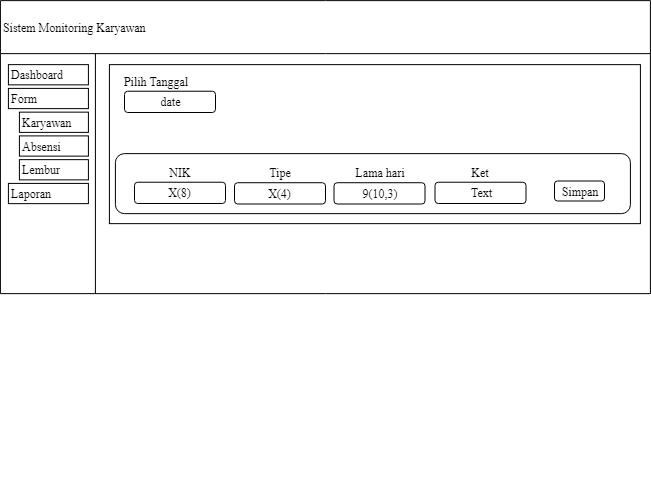 Sistem Monitoring Karyawan
Dashboard
Form
Karyawan
Absensi
Lembur
Laporan
Pilih Tanggal
date
NIK Tipe Lama hari Ket
X(8) X(4) 9(10,3) Text Simpan